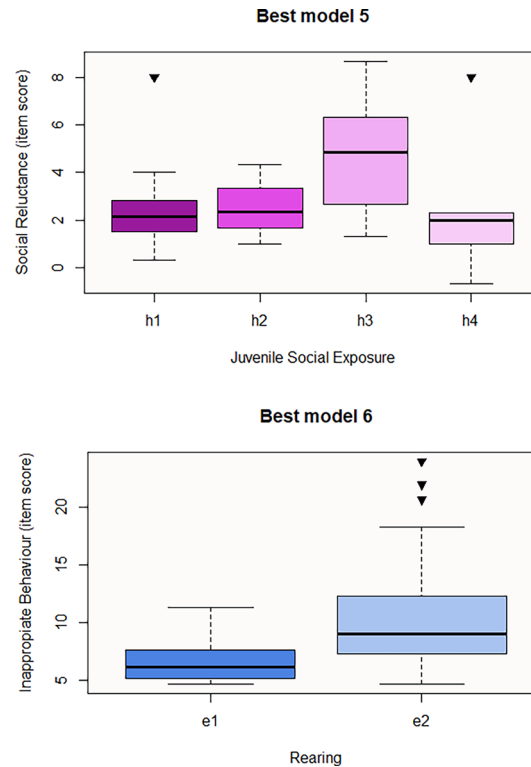 Best model 5
Social Reluctance (item score)
8
6
4
2
0
h1 h2 h3 h4
Juvenile Social Exposure
Best model 6
Inappropiate Behaviour (item score)
20
15
10
5
e1 e2
Rearing